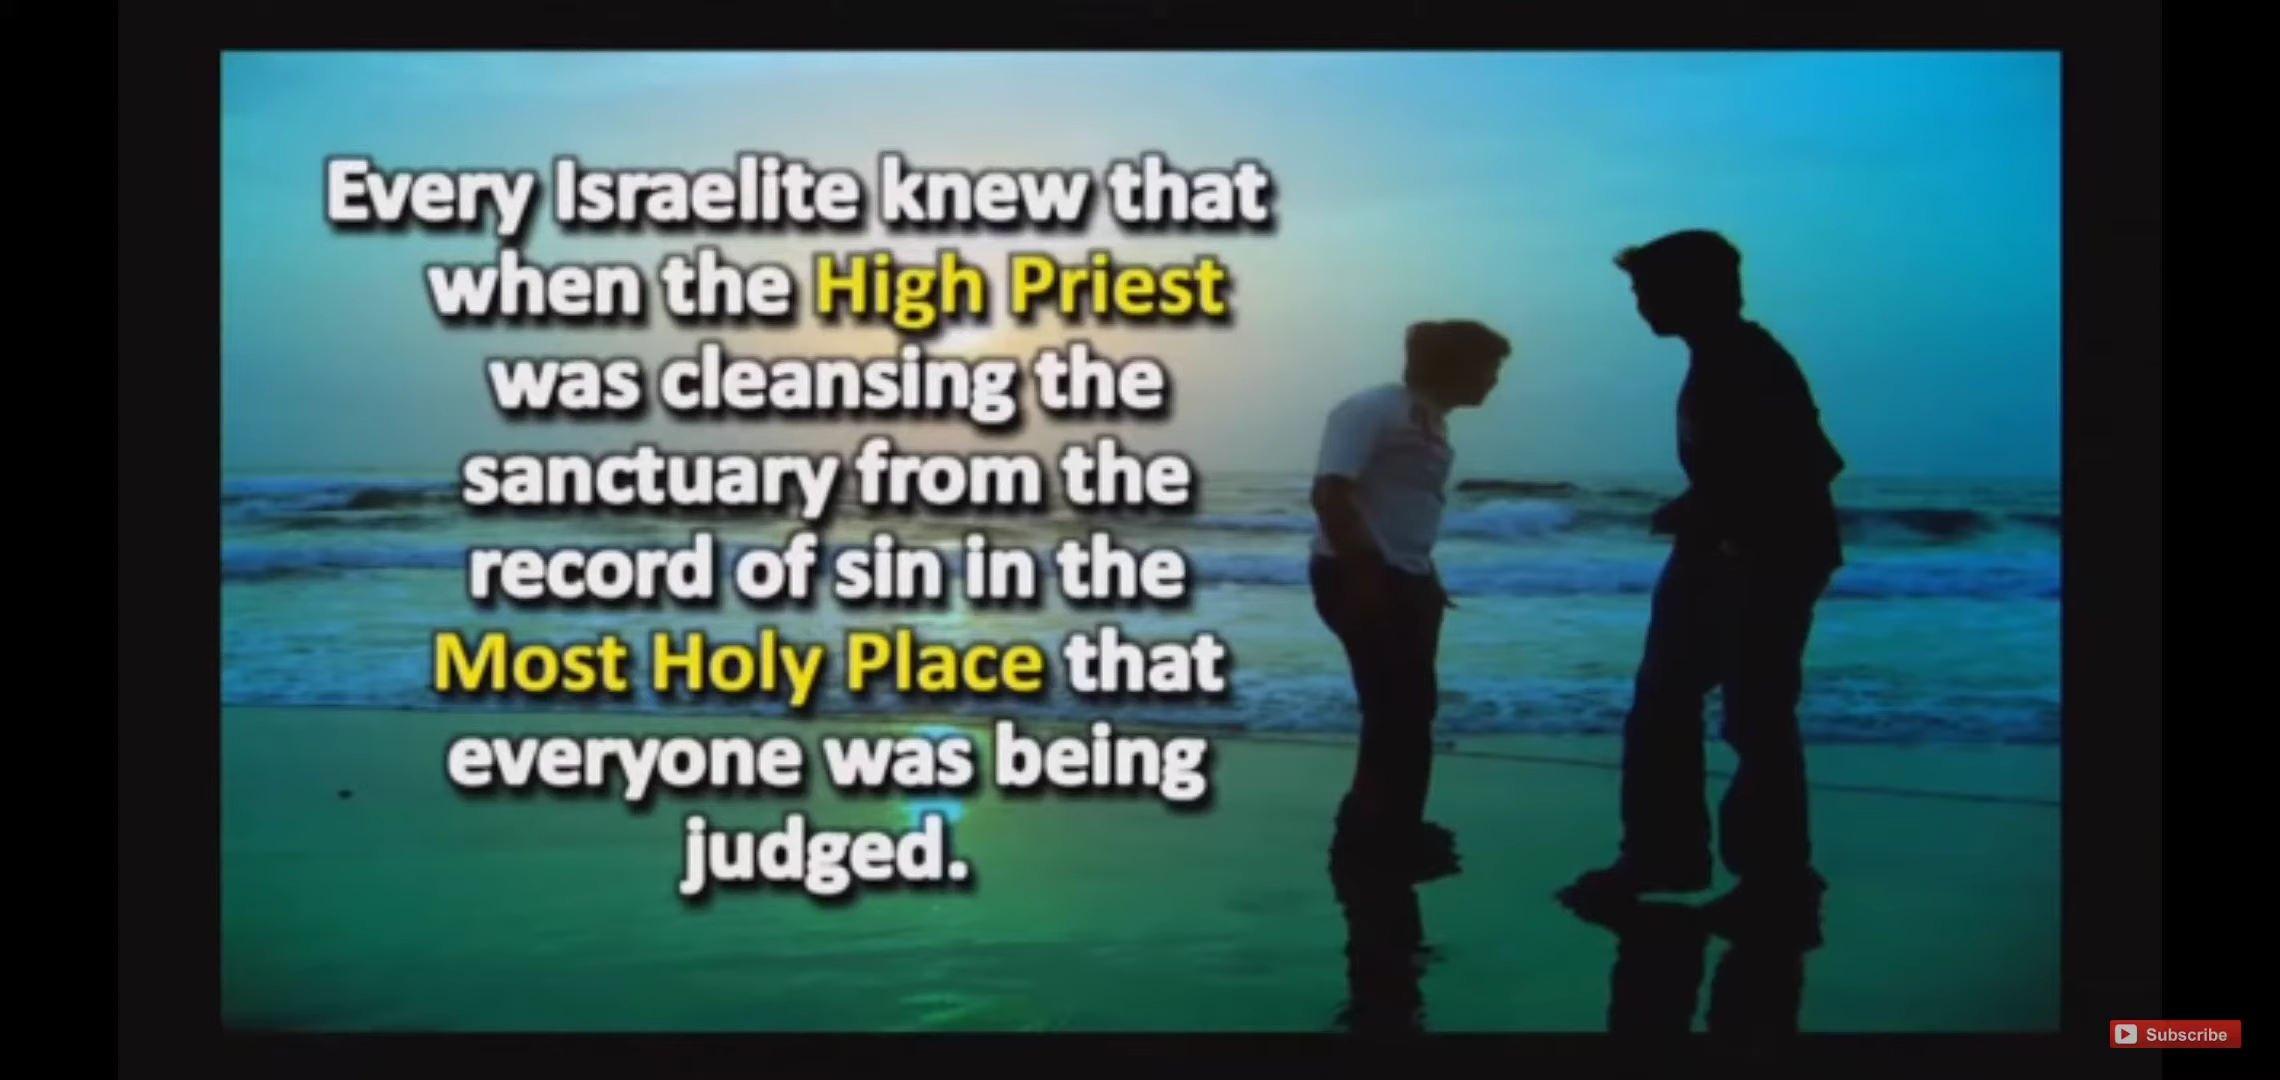 Every Israelite knew that
when the High Priest
was cleansing the
sanctuary from the
record of sin in the
Most Holy Place that
everyone was being
judged.
Subscribe